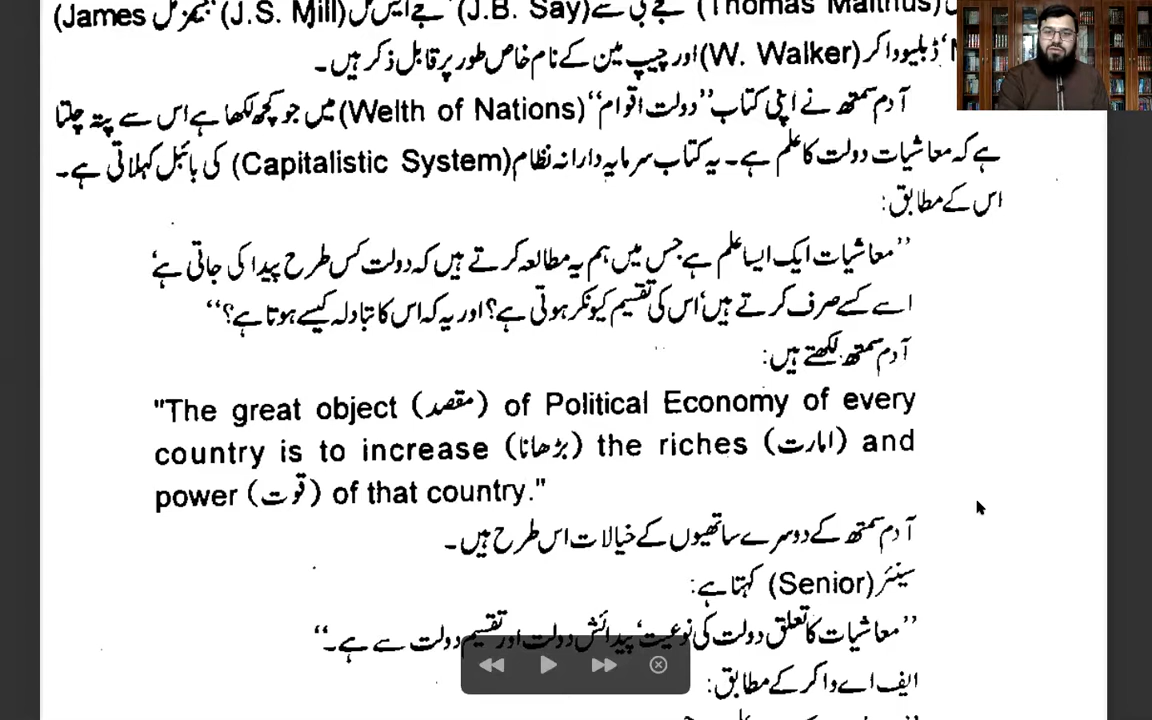 (Thomas Malthus) جے بی سے (J.B. Say)' جے ایس مل (J.S. Mill)' جیمز مل (James
'ڈبلیو واکر (W. Walker) اور چیپ مین کے نام خاص طور پر قابل ذکر ہیں۔
آدم سمتھ نے اپنی کتاب ’’دولت اقوام‘‘ (Welth of Nations) میں جو کچھ لکھا ہے اس سے پتہ چلتا
ہے کہ معاشیات دولت کا علم ہے۔ یہ کتاب سرمایہ دارانہ نظام (Capitalistic System) کی بائبل کہلاتی ہے۔
اس کے مطابق:
’’معاشیات ایک ایسا علم ہے جس میں ہم یہ مطالعہ کرتے ہیں کہ دولت کس طرح پیدا کی جاتی ہے'
اسے کسے صرف کرتے ہیں' اس کی تقسیم کیونکر ہوتی ہے؟ اور یہ کہ اس کا تبادلہ کیسے ہوتا ہے؟‘‘
آدم سمتھ لکھتے ہیں:
"The great object (مقصد) of Political Economy of every
country is to increase (بڑھانا) the riches (امارت) and
power (قوت) of that country."
آدم سمتھ کے دوسرے ساتھیوں کے خیالات اس طرح ہیں۔
سینئر (Senior) کہتا ہے:
’’معاشیات کا تعلق دولت کی نوعیت' پیدائش دولت اور تقسیم دولت سے ہے۔‘‘
ایف اے واکر کے مطابق: